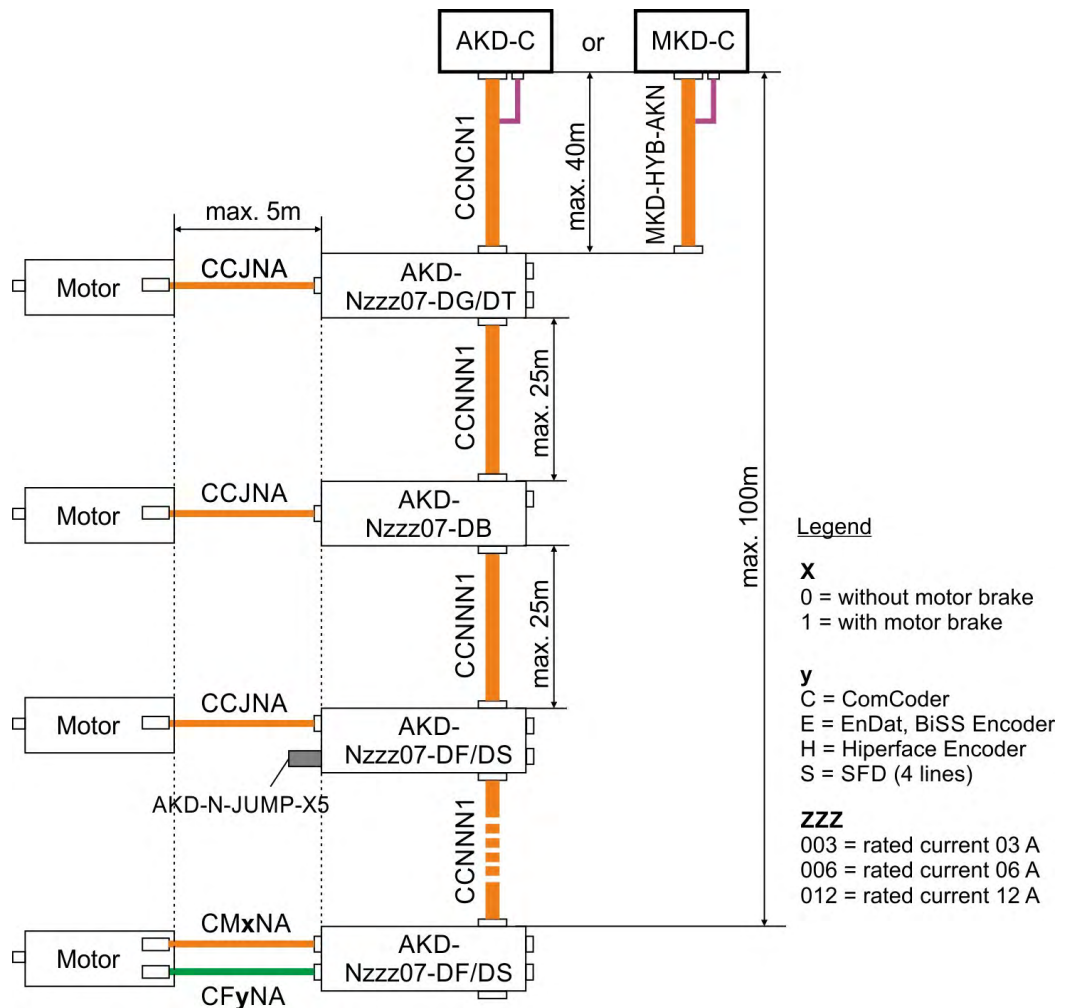 AKD-C
or
MKD-C
CCNCN1
max. 40m
MKD-HYB-AKN
max. 5m
Motor
CCJNA
AKD-
Nzzz07-DG/DT
CCNNN1
max. 25m
max. 100m
Motor
CCJNA
AKD-
Nzzz07-DB
CCNNN1
max. 25m
Motor
CCJNA
AKD-
Nzzz07-DF/DS
AKD-N-JUMP-X5
CCNNN1
Motor
CMxNA
CFyNA
AKD-
Nzzz07-DF/DS
Legend
X
0 = without motor brake
1 = with motor brake
y
C = ComCoder
E = EnDat, BiSS Encoder
H = Hiperface Encoder
S = SFD (4 lines)
ZZZ
003 = rated current 03 A
006 = rated current 06 A
012 = rated current 12 A